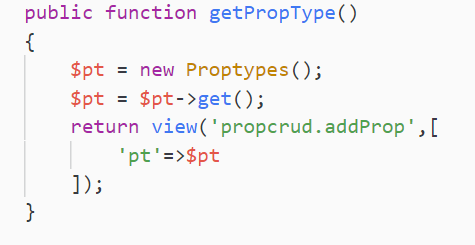 public function getPropType()
{
    $pt = new Proptypes();
    $pt = $pt->get();
    return view('propcrud.addProp',[
        'pt'=>$pt
    ]);
}